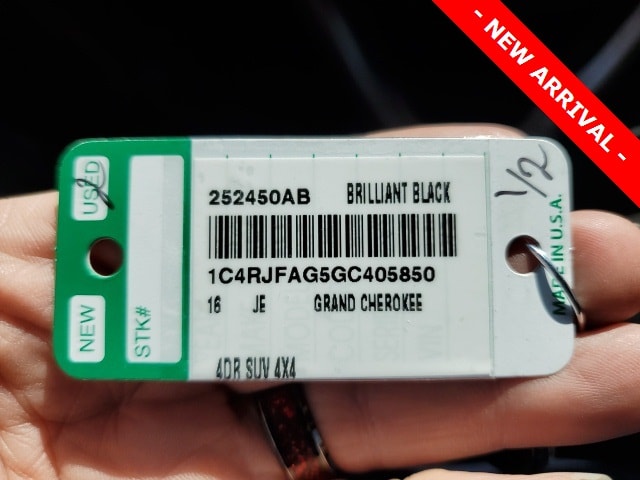 - NEW ARRIVAL -
USED
NEW
STK#
252450AB BRILLIANT BLACK
1C4RJFAG5GC405850
16 JE GRAND CHEROKEE
4DR SUV 4X4
1/2
MADE IN U.S.A.